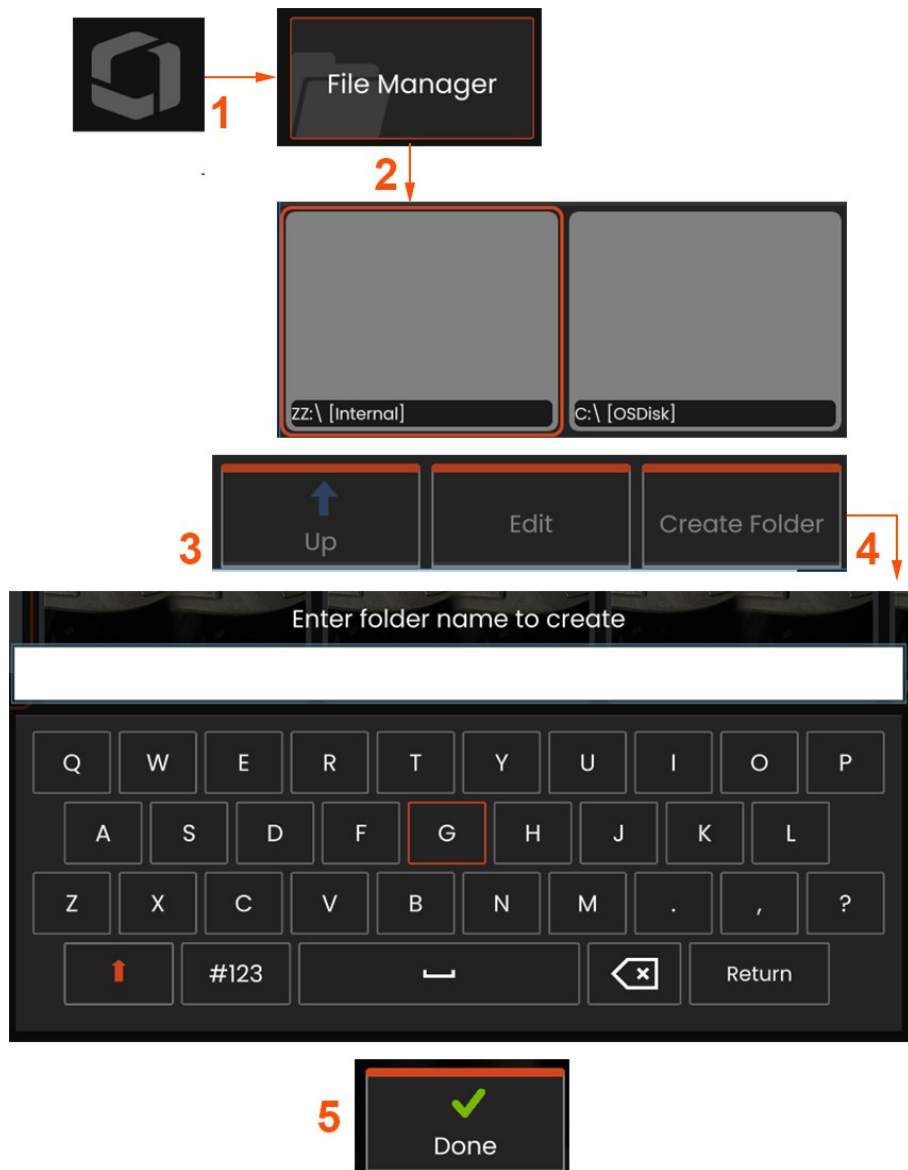 1
File Manager
2
ZZ:\ [Internal]
C:\ [OSDisk]
3
Up
Edit
Create Folder
4
Enter folder name to create
Q W E R T Y U I O P
A S D F G H J K L
Z X C V B N M . , ?
#123
Return
5
Done